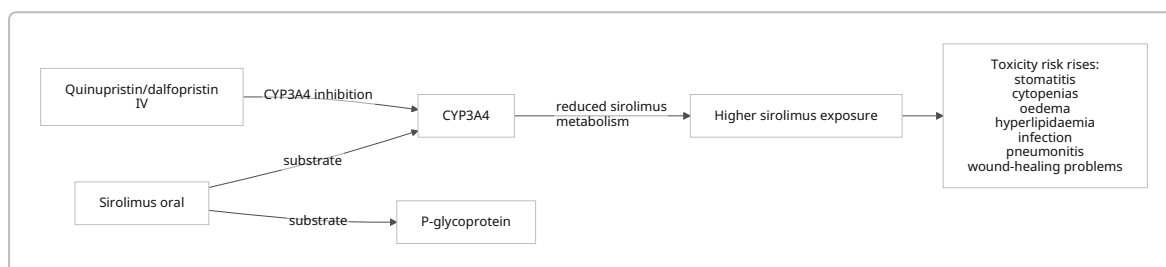 Quinupristin/dalfopristin
IV
CYP3A4 inhibition
Sirolimus oral
substrate
substrate
CYP3A4
P-glycoprotein
reduced sirolimus
metabolism
Higher sirolimus exposure
Toxicity risk rises:
stomatitis
cytopenias
oedema
hyperlipidaemia
infection
pneumonitis
wound-healing problems